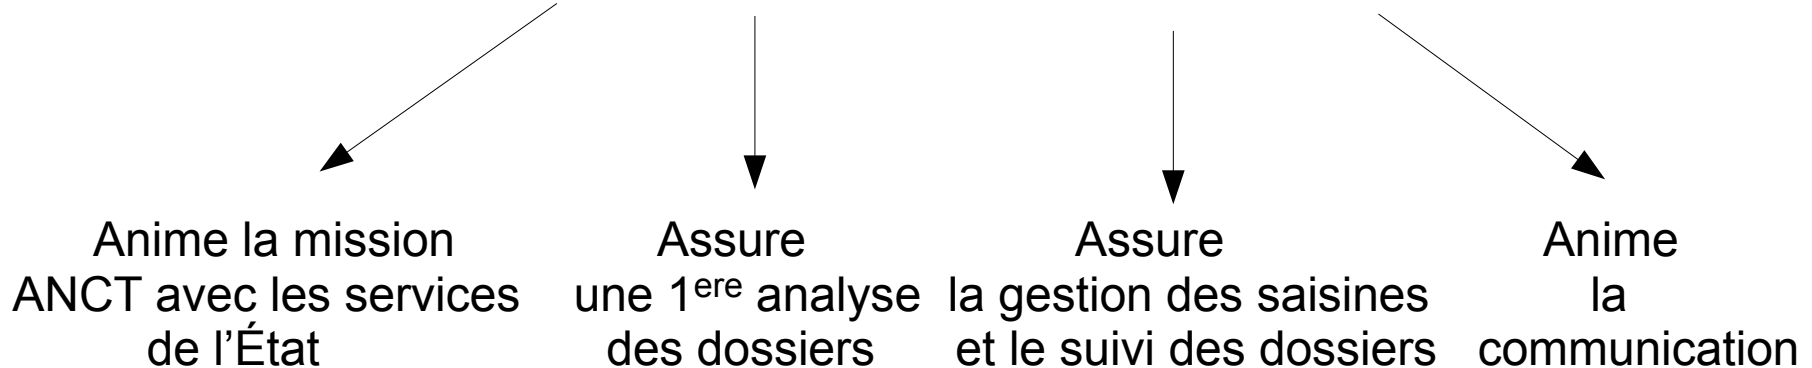 Anime la mission
ANCT avec les services
de l’État
Assure
une 1ere analyse
des dossiers
Assure
la gestion des saisines
et le suivi des dossiers
Anime
la
communication